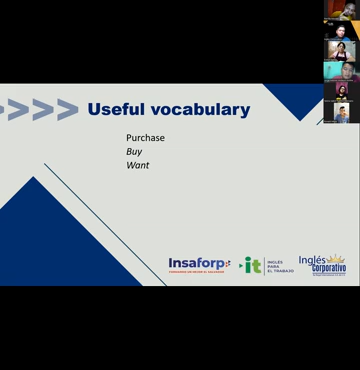 Useful vocabulary
Purchase
Buy
Want
Insaforp
it
INGLÉS
PARA
EL TRABAJO
Inglés
Corporativo